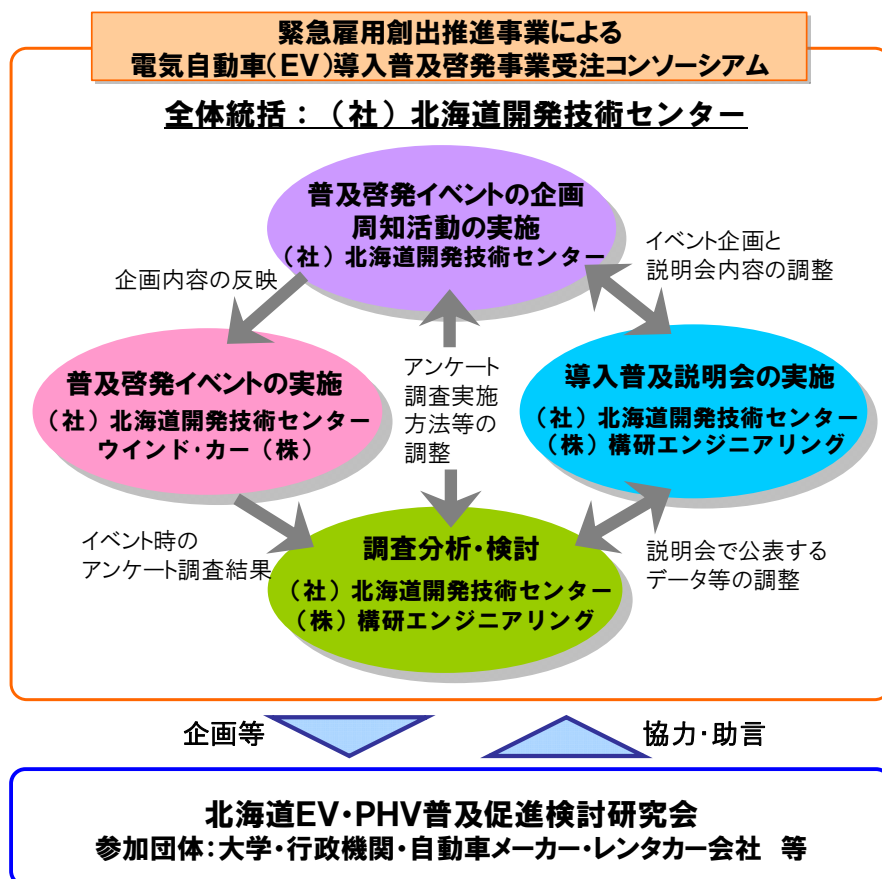 緊急雇用創出推進事業による
電気自動車(EV)導入普及啓発事業受注コンソーシアム
全体統括：（社）北海道開発技術センター
普及啓発イベントの企画
周知活動の実施
（社）北海道開発技術センター
イベント企画と
説明会内容の調整
企画内容の反映
普及啓発イベントの実施
（社）北海道開発技術センター
ウインド・カー（株）
アンケート
調査実施
方法等の
調整
導入普及説明会の実施
（社）北海道開発技術センター
（株）構研エンジニアリング
イベント時の
アンケート調査結果
調査分析・検討
（社）北海道開発技術センター
（株）構研エンジニアリング
説明会で公表する
データ等の調整
企画等
協力・助言
北海道EV・PHV普及促進検討研究会
参加団体：大学・行政機関・自動車メーカー・レンタカー会社 等